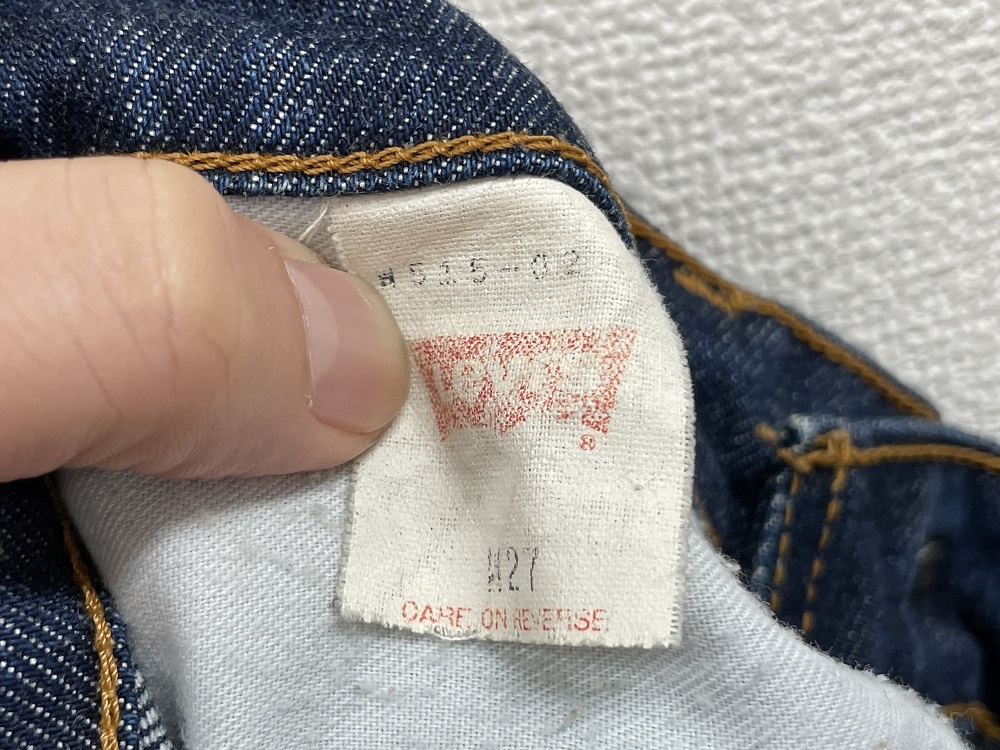 W515-02
Levi's
®
W27
CARE ON REVERSE